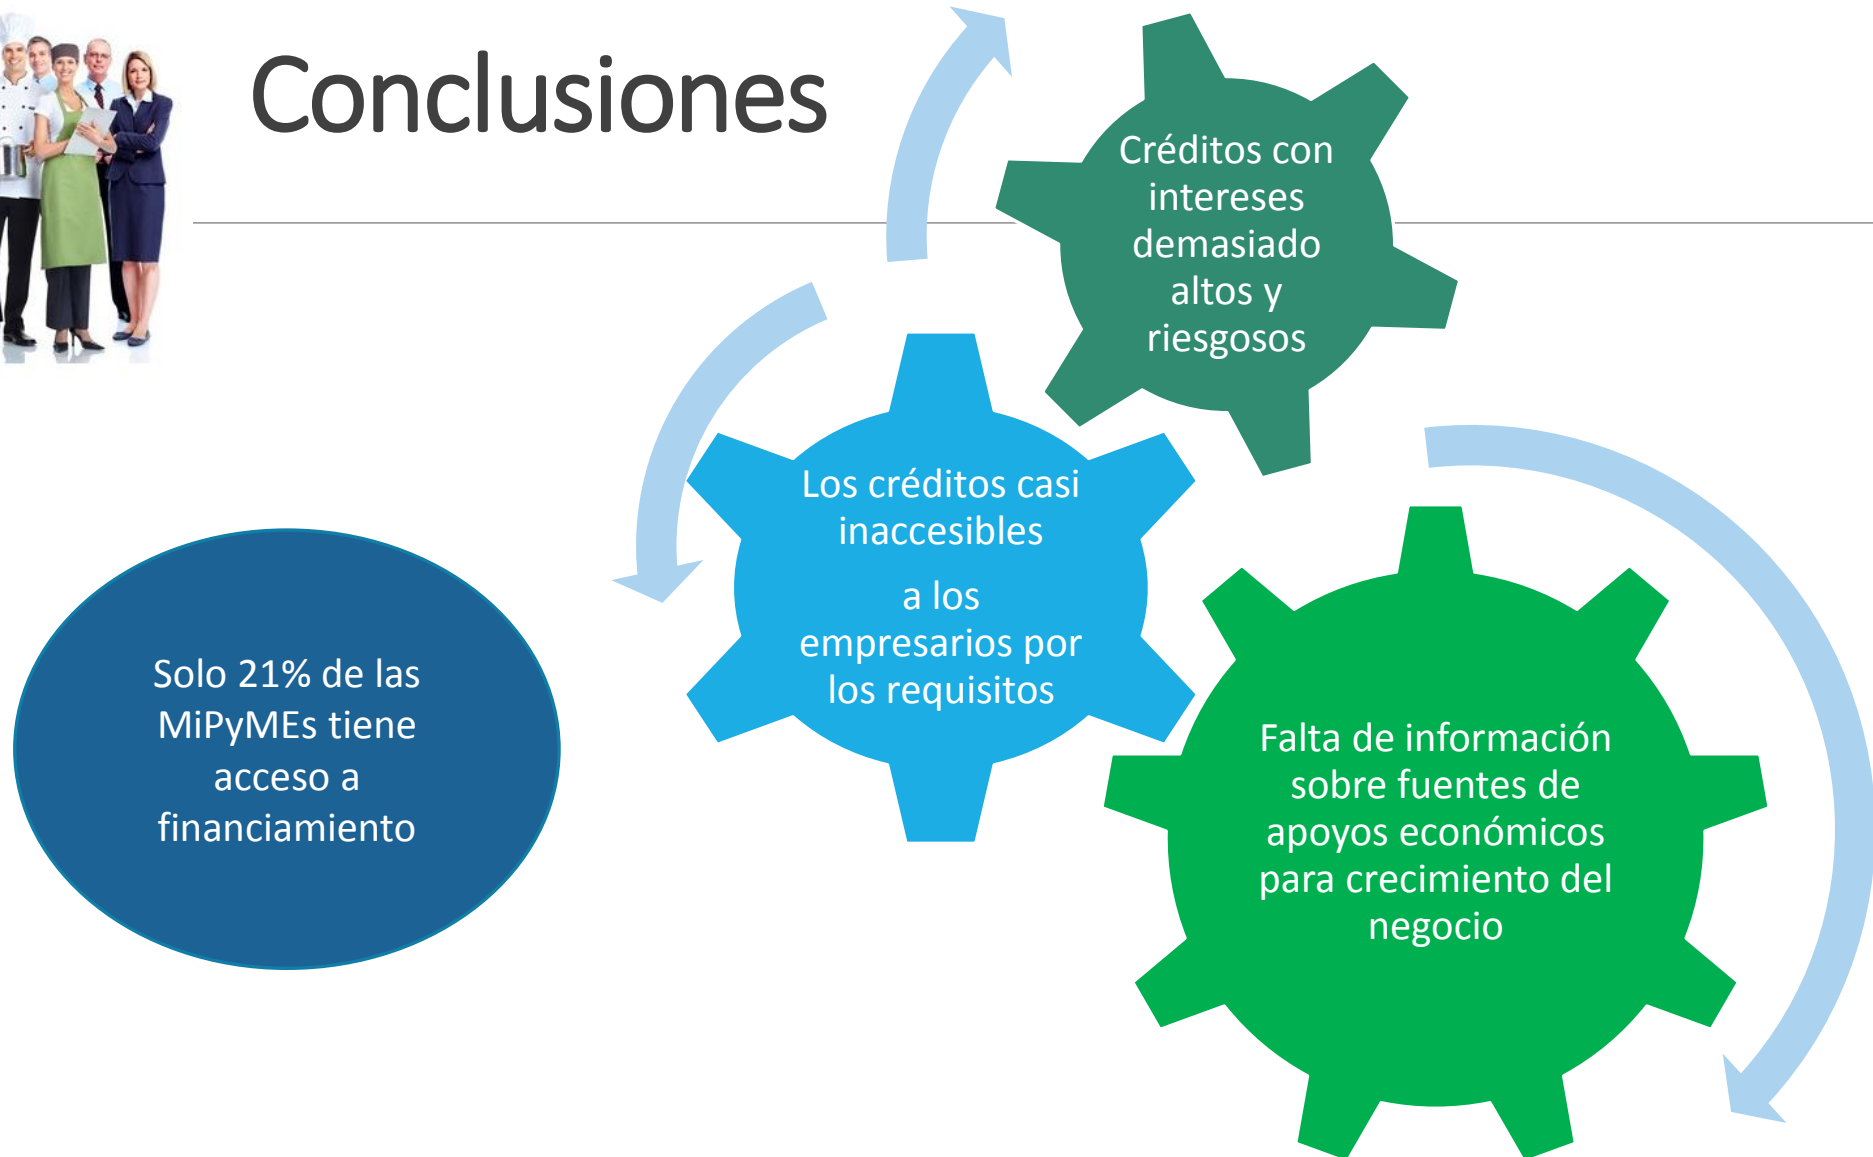 Conclusiones
Créditos con
intereses
demasiado
altos y
riesgosos
Los créditos casi
inaccesibles
a los
empresarios por
los requisitos
Solo 21% de las
MiPyMEs tiene
acceso a
financiamiento
Falta de información
sobre fuentes de
apoyos económicos
para crecimiento del
negocio